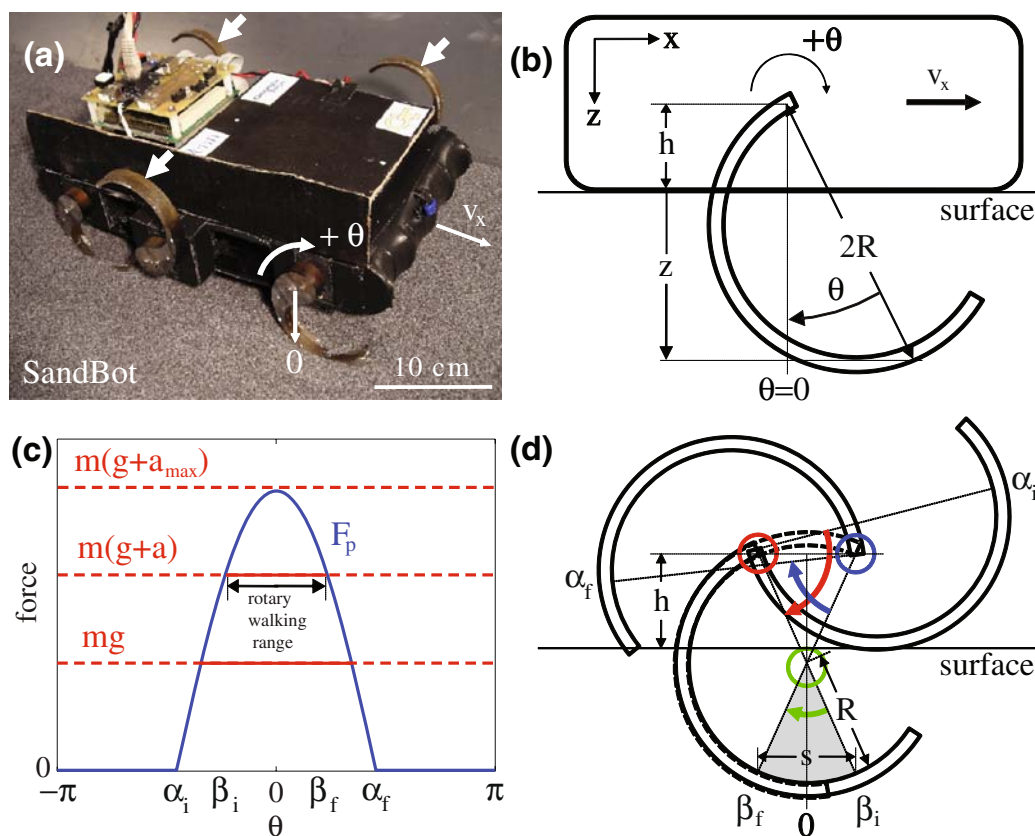 (a)
v_x
+ θ
0
SandBot
10 cm
(b)
+θ
x
z
v_x
h
surface
z
2R
θ
θ=0
(c)
m(g+a_max)
F_p
m(g+a)
rotary
walking
range
mg
force
0
−π α_i β_i 0 β_f α_f π
θ
(d)
α_i
α_f
h
surface
R
s
β_f 0 β_i